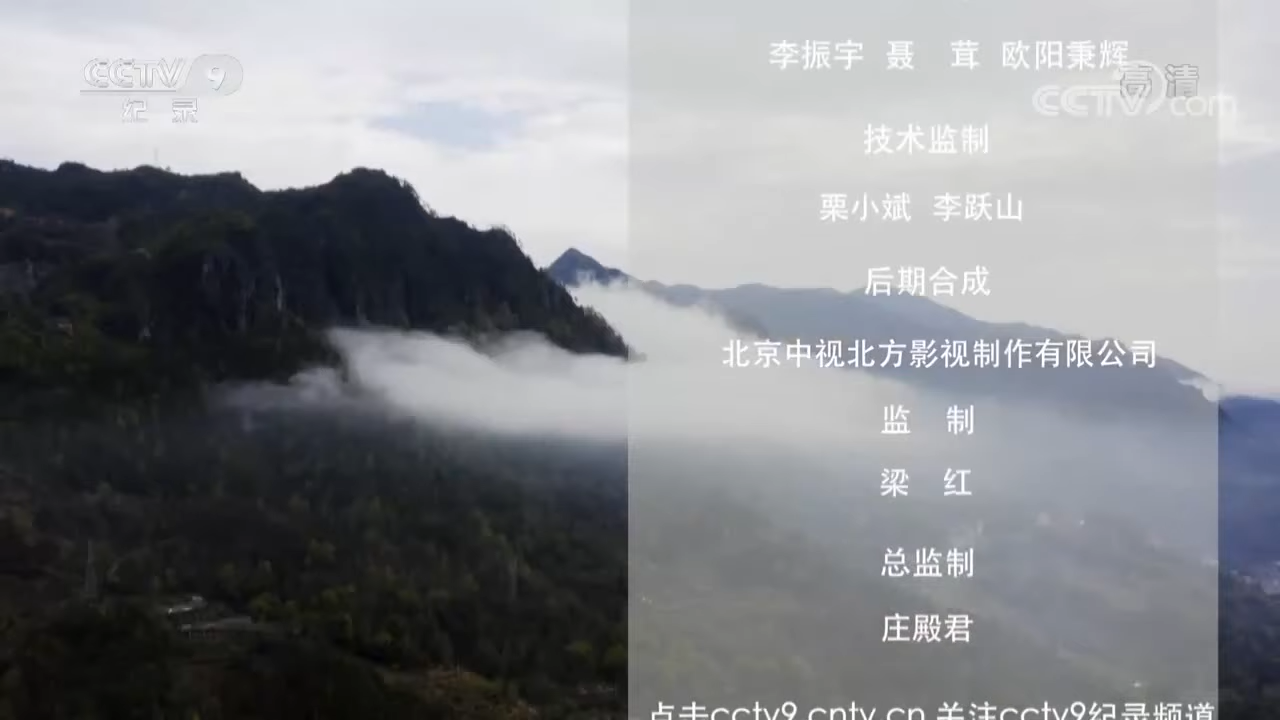 CCTV 9
纪录
高清
CCTV.com
李振宇 聂 茸 欧阳秉辉
技术监制
栗小斌 李跃山
后期合成
北京中视北方影视制作有限公司
监 制
梁 红
总监制
庄殿君
点击cctv9.cntv.cn 关注cctv9纪录频道